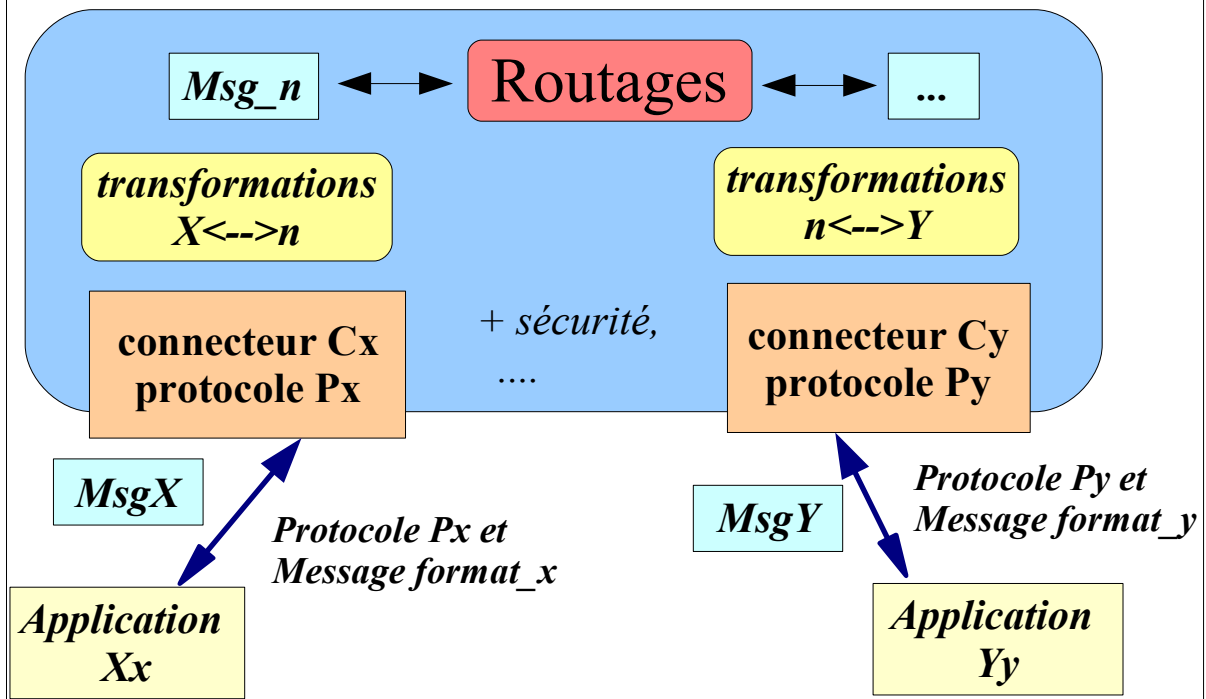 Msg_n
Routages
...
transformations
X<-->n
transformations
n<-->Y
connecteur Cx
protocole Px
+ sécurité,
....
connecteur Cy
protocole Py
MsgX
Protocole Px et
Message format_x
MsgY
Protocole Py et
Message format_y
Application
Xx
Application
Yy